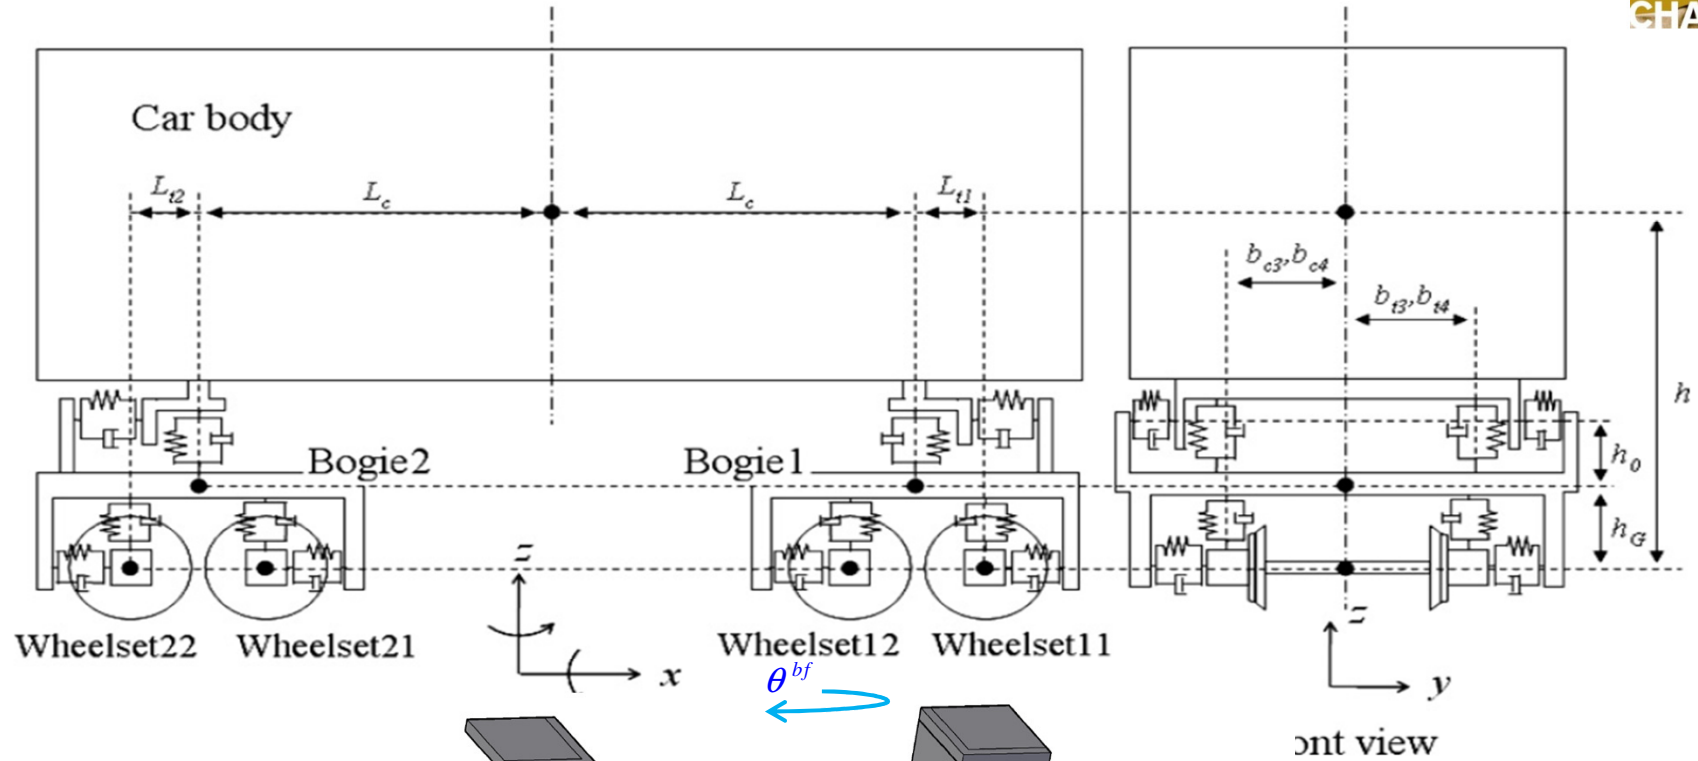 CHA
Car body
L_t2
L_c
L_c
L_t1
b_c3, b_c4
b_t3, b_t4
h
Bogie2
Bogie1
h_0
h_G
z
z
Wheelset22
Wheelset21
Wheelset12
Wheelset11
x
θ^bf
y
ont view